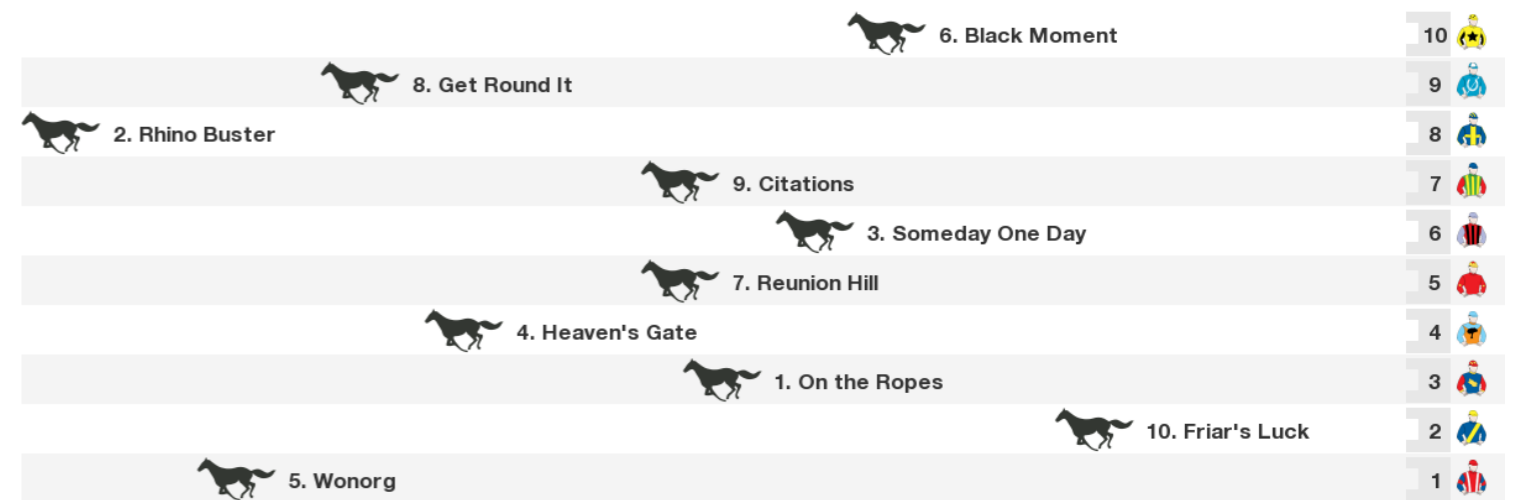 6. Black Moment 10
8. Get Round It 9
2. Rhino Buster 8
9. Citations 7
3. Someday One Day 6
7. Reunion Hill 5
4. Heaven's Gate 4
1. On the Ropes 3
10. Friar's Luck 2
5. Wonorg 1